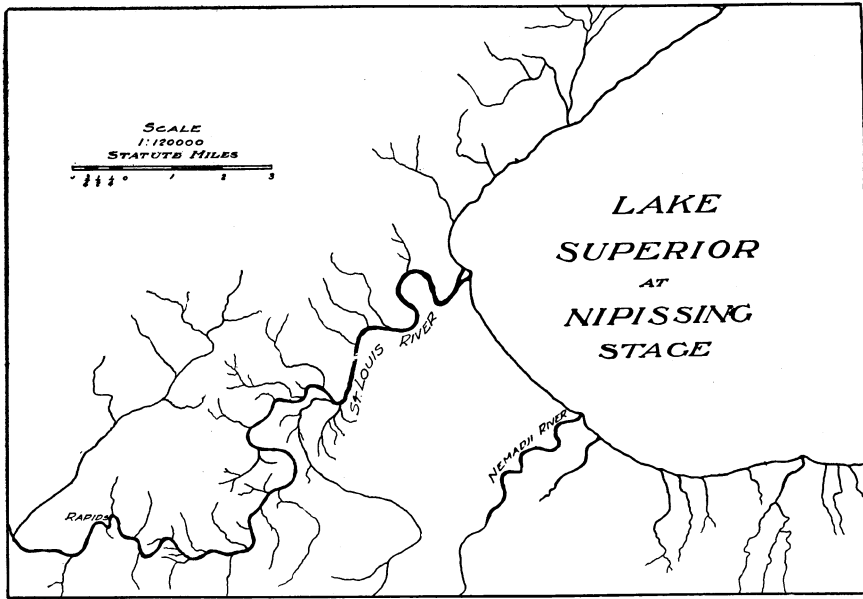 SCALE
1:120000
STATUTE MILES
0 1 2 3
LAKE
SUPERIOR
AT
NIPISSING
STAGE
ST. LOUIS RIVER
NEMADJI RIVER
RAPIDS